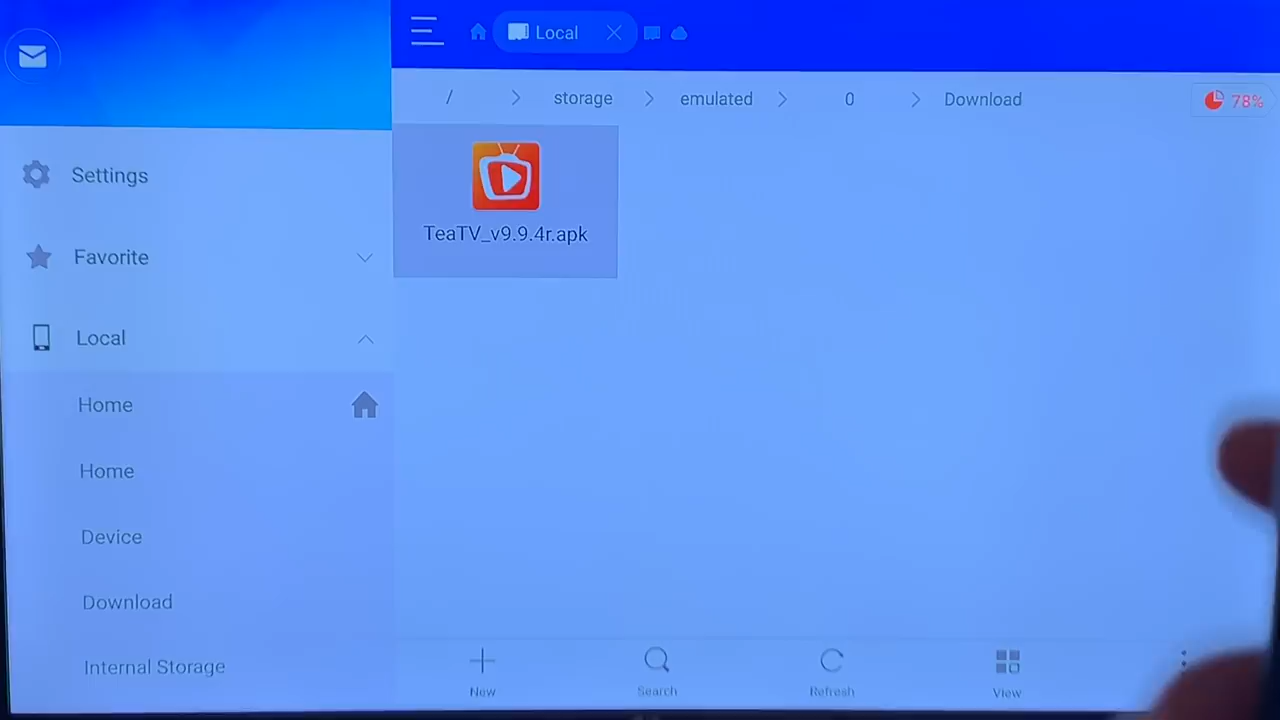 Local
/ storage emulated 0 Download
78%
Settings
Favorite
Local
Home
Home
Device
Download
Internal Storage
TeaTV_v9.9.4r.apk
New
Search
Refresh
View